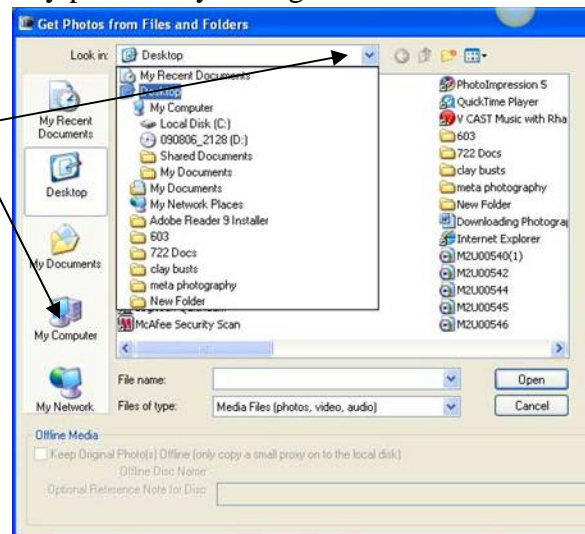 Get Photos from Files and Folders
Look in: Desktop
My Recent Documents
Desktop
My Computer
Local Disk (C:)
090806_2128 (D:)
Shared Documents
My Documents
My Documents
My Network Places
Adobe Reader 9 Installer
603
722 Docs
clay busts
meta photography
New Folder
McAfee Security Scan
PhotoImpression 5
QuickTime Player
V CAST Music with Rha
603
722 Docs
clay busts
meta photography
New Folder
Downloading Photogra
Internet Explorer
M2U00540(1)
M2U00542
M2U00544
M2U00545
M2U00546
My Recent
Documents
Desktop
My Documents
My Computer
My Network
File name:
Open
Files of type: Media Files (photos, video, audio)
Cancel
Offline Media
Keep Original Photo(s) Offline (only copy a small proxy on to the local disk)
Offline Disc Name:
Optional Reference Note for Disc: